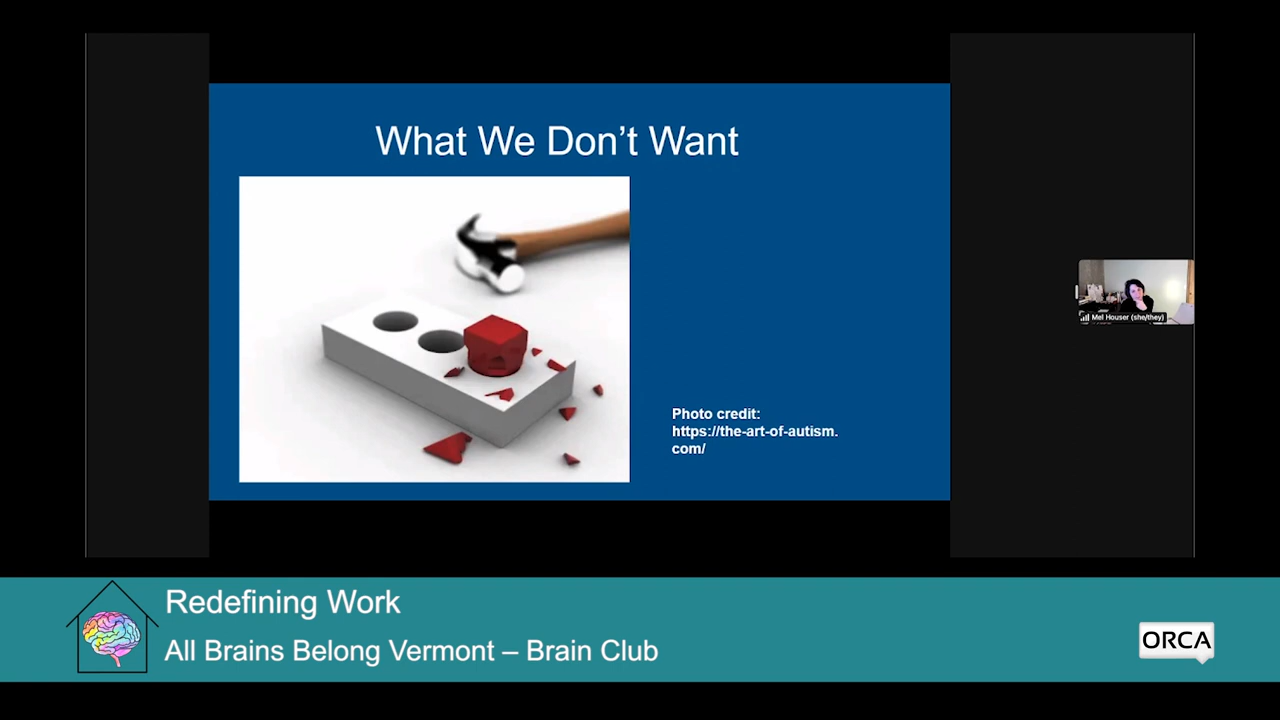 What We Don’t Want
Photo credit:
https://the-art-of-autism.
com/
Mel Houser (she/they)
Redefining Work
All Brains Belong Vermont – Brain Club
ORCA